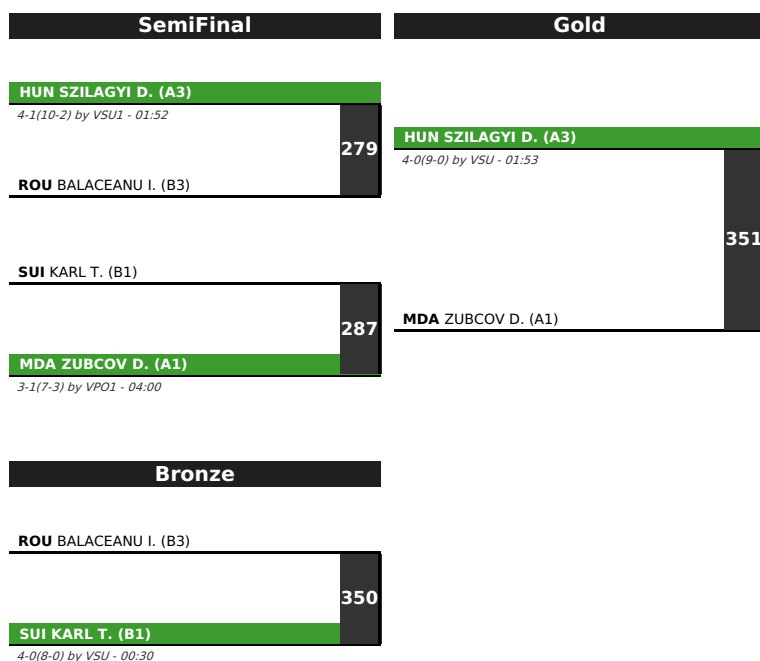 SemiFinal
HUN SZILAGYI D. (A3)
4-1(10-2) by VSU1 - 01:52
279
ROU BALACEANU I. (B3)
SUI KARL T. (B1)
287
MDA ZUBCOV D. (A1)
3-1(7-3) by VPO1 - 04:00
Gold
HUN SZILAGYI D. (A3)
4-0(9-0) by VSU - 01:53
351
MDA ZUBCOV D. (A1)
Bronze
ROU BALACEANU I. (B3)
350
SUI KARL T. (B1)
4-0(8-0) by VSU - 00:30